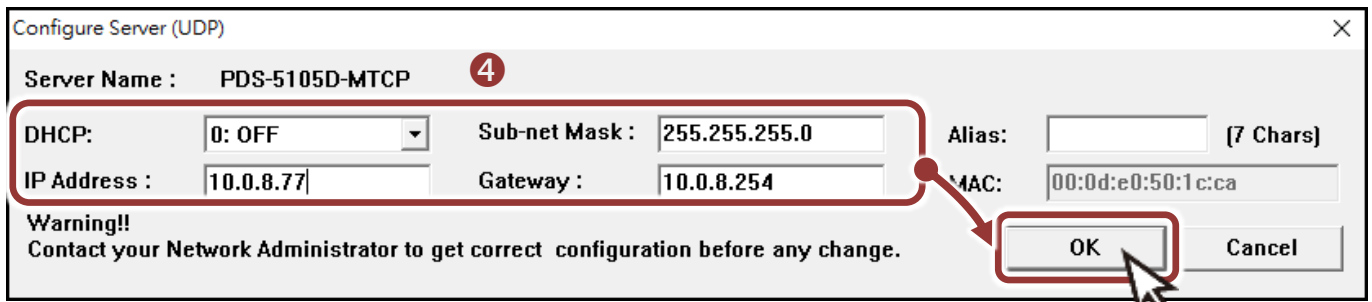 Configure Server (UDP)
Server Name : PDS-5105D-MTCP 4
DHCP: 0: OFF Sub-net Mask : 255.255.255.0 Alias: (7 Chars)
IP Address : 10.0.8.77 Gateway : 10.0.8.254 MAC: 00:0d:e0:50:1c:ca
Warning!!
Contact your Network Administrator to get correct configuration before any change.
OK Cancel